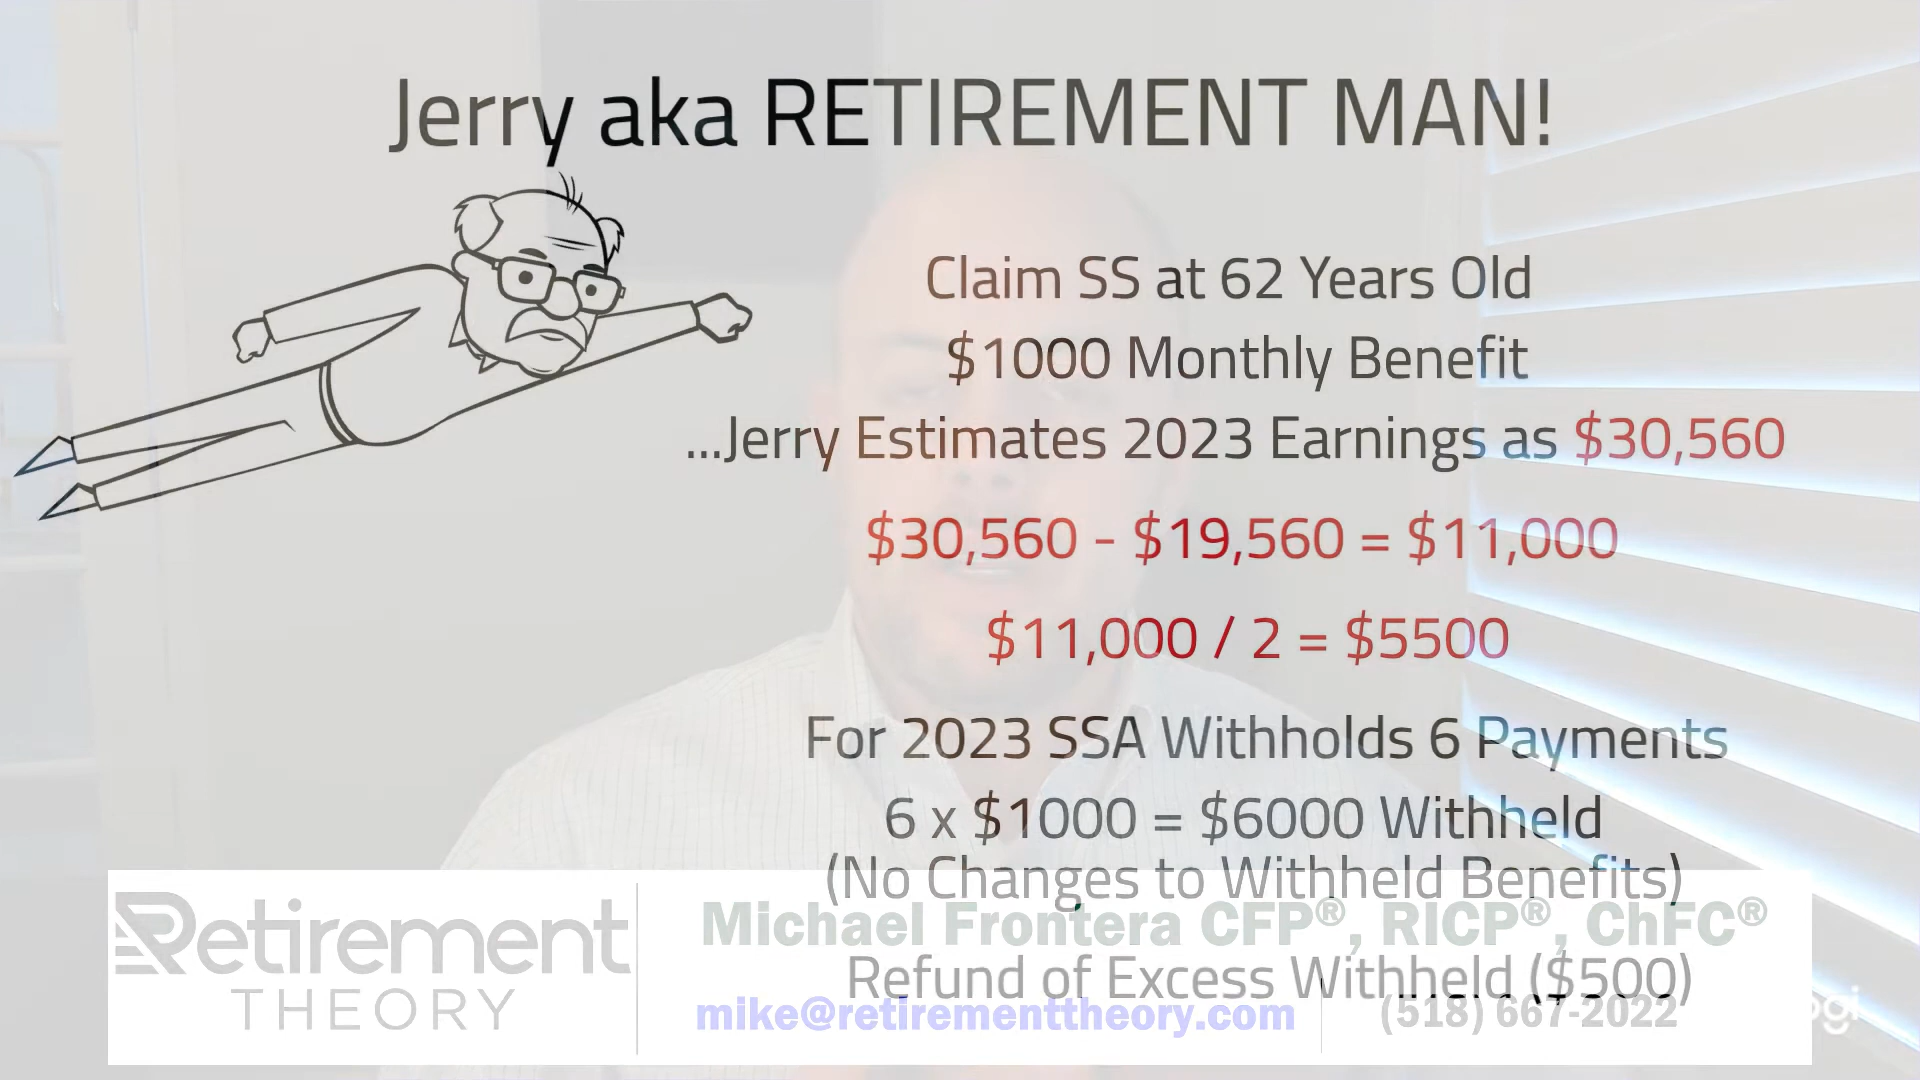 Jerry aka RETIREMENT MAN!
Claim SS at 62 Years Old
$1000 Monthly Benefit
...Jerry Estimates 2023 Earnings as $30,560
$30,560 - $19,560 = $11,000
$11,000 / 2 = $5500
For 2023 SSA Withholds 6 Payments
6 x $1000 = $6000 Withheld
(No Changes to Withheld Benefits)
Refund of Excess Withheld ($500)
Retirement
THEORY
Michael Frontera CFP®, RICP®, ChFC®
mike@retirementtheory.com
(518) 667-2022